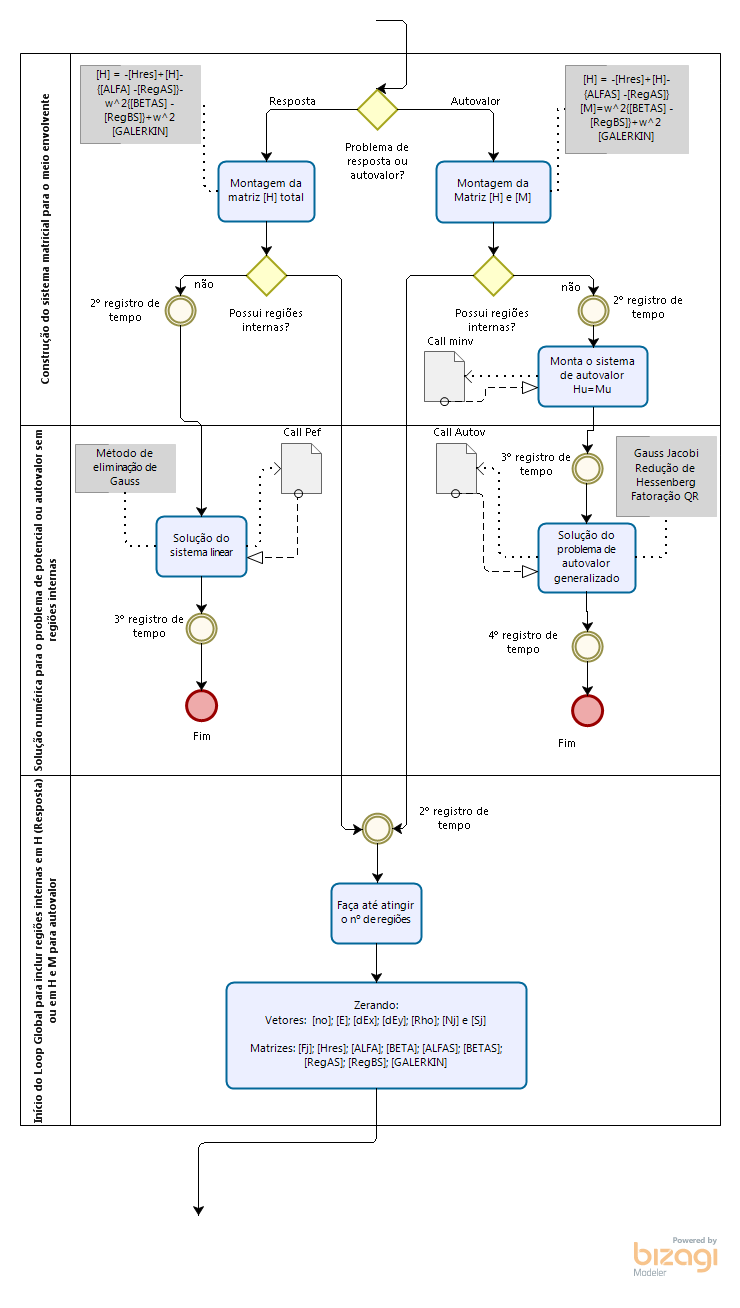 Construção do sistema matricial para o meio envolvente
[H] = -[Hres]+[H]-
{[ALFA] -[RegAS]}-
w^2{[BETAS] -
[RegBS]}+w^2
[GALERKIN]
Resposta
Autovalor
[H] = -[Hres]+[H]-
{ALFAS] -[RegAS]}
[M]=w^2{[BETAS] -
[RegBS]}+w^2
[GALERKIN]
Problema de
resposta ou
autovalor?
Montagem da
matriz [H] total
Montagem da
Matriz [H] e [M]
não
2º registro de
tempo
Possui regiões
internas?
Possui regiões
internas?
não
2º registro de
tempo
Call minv
Monta o sistema
de autovalor
Hu=Mu
Solução numérica para o problema de potencial ou autovalor sem
regiões internas
Método de
eliminação de
Gauss
Call Pef
Call Autov
3º registro de
tempo
Gauss Jacobi
Redução de
Hessenberg
Fatoração QR
Solução do
sistema linear
Solução do
problema de
autovalor
generalizado
3º registro de
tempo
4º registro de
tempo
Fim
Fim
Início do Loop Global para incluir regiões internas em H (Resposta)
ou em H e M para autovalor
2º registro de
tempo
Faça até atingir
o nº de regiões
Zerando:
Vetores: [no]; [E]; [dEx]; [dEy]; [Rho]; [Nj] e [Sj]
Matrizes: [Fj]; [Hres]; [ALFA]; [BETA]; [ALFAS]; [BETAS];
[RegAS]; [RegBS]; [GALERKIN]
Powered by
bizagi
Modeler